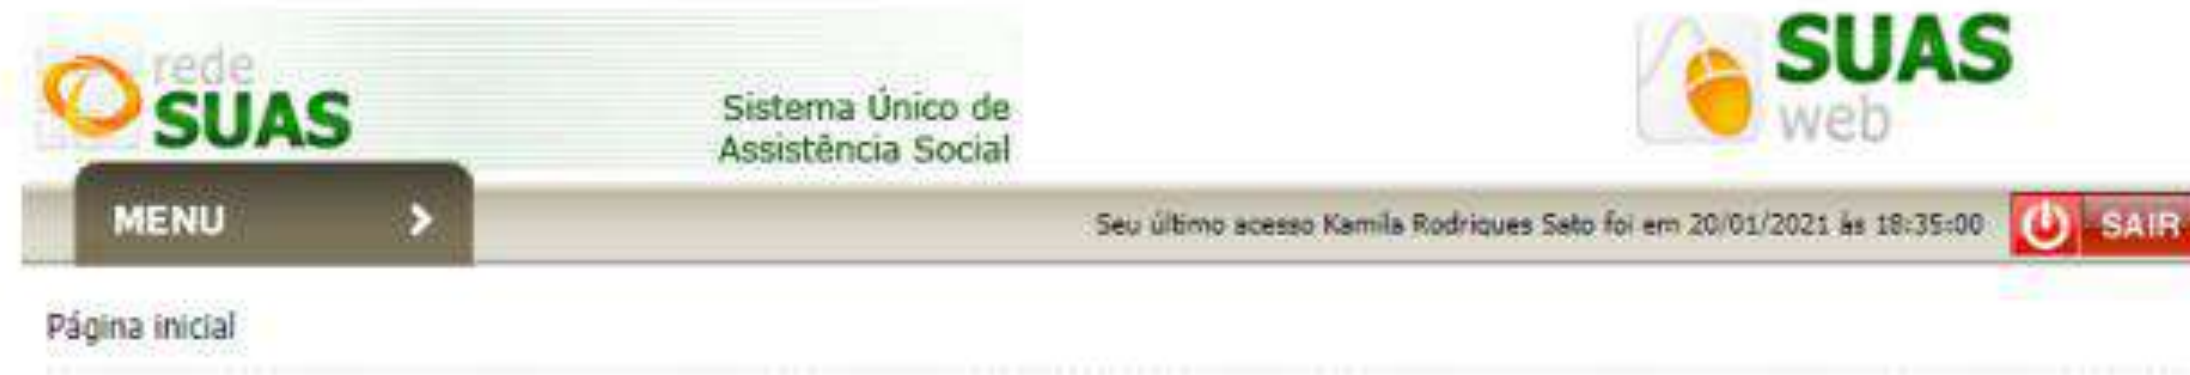 rede
SUAS
Sistema Único de
Assistência Social
SUAS
web
MENU
Seu último acesso Kamila Rodrigues Sato foi em 20/01/2021 às 18:35:00
SAIR
Página inicial